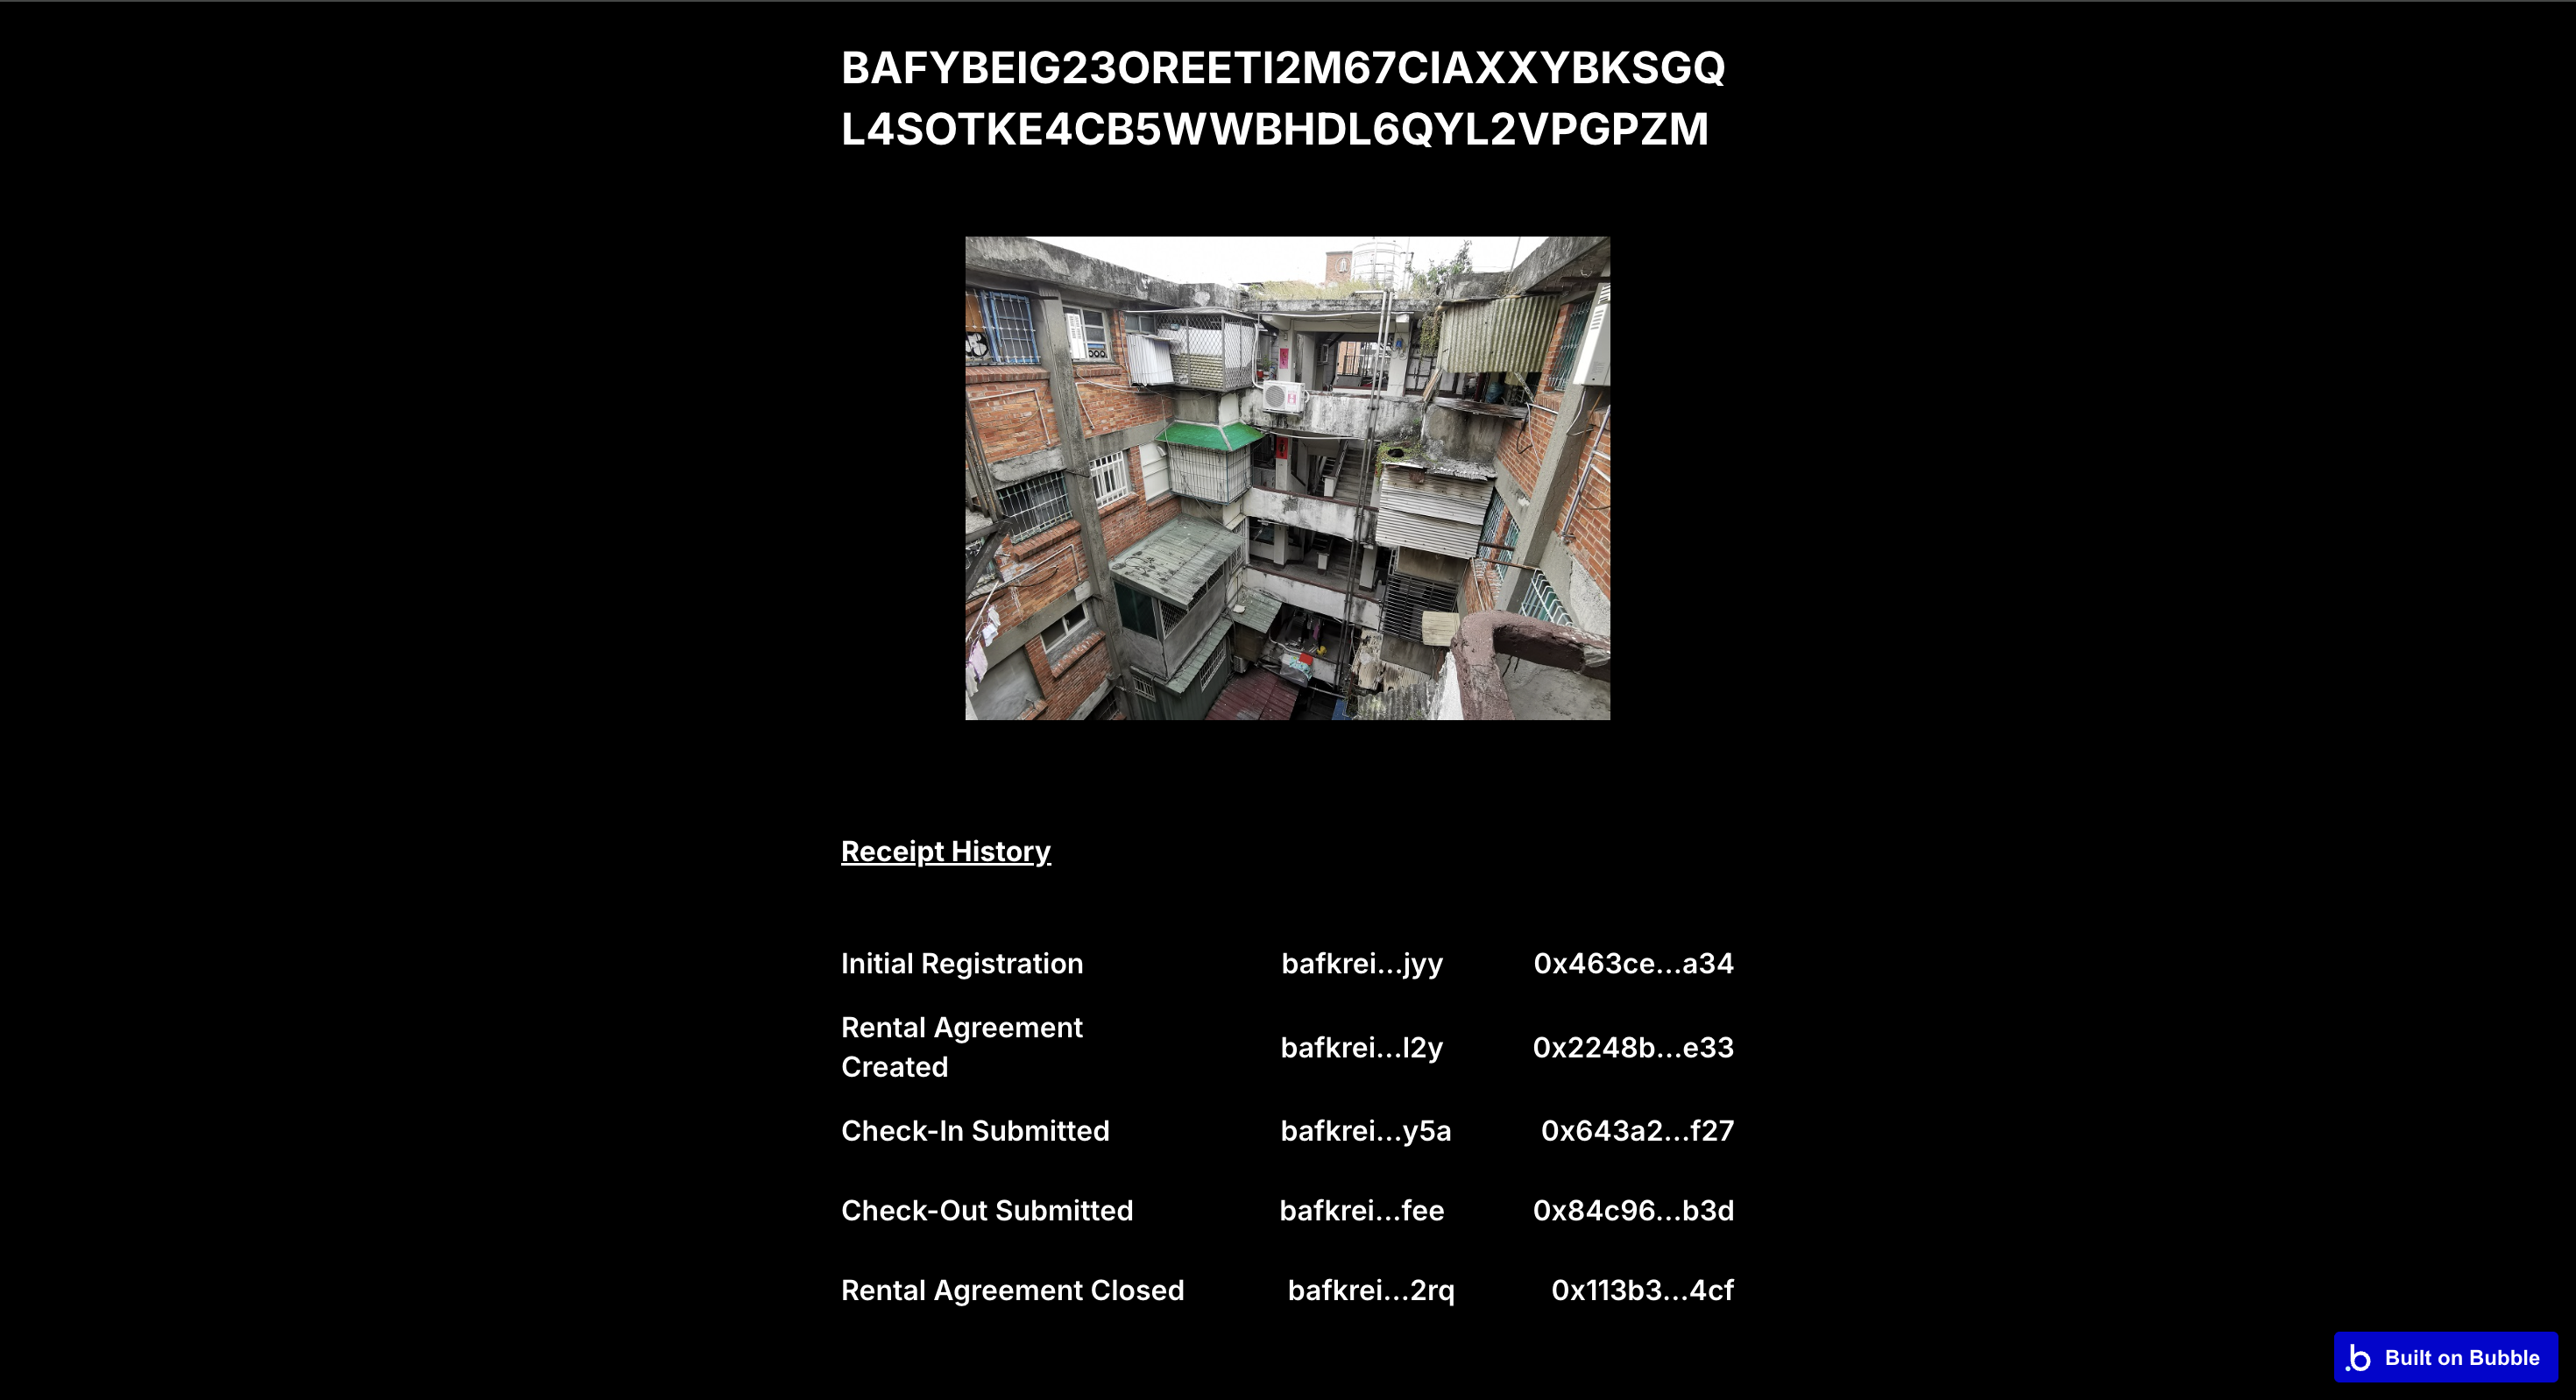 BAFYBEIG23OREETI2M67CIAXXYBKSGQ
L4SOTKE4CB5WWBHDL6QYL2VPGPZM
Receipt History
Initial Registration bafkrei...jyy 0x463ce...a34
Rental Agreement
Created bafkrei...l2y 0x2248b...e33
Check-In Submitted bafkrei...y5a 0x643a2...f27
Check-Out Submitted bafkrei...fee 0x84c96...b3d
Rental Agreement Closed bafkrei...2rq 0x113b3...4cf
Built on Bubble